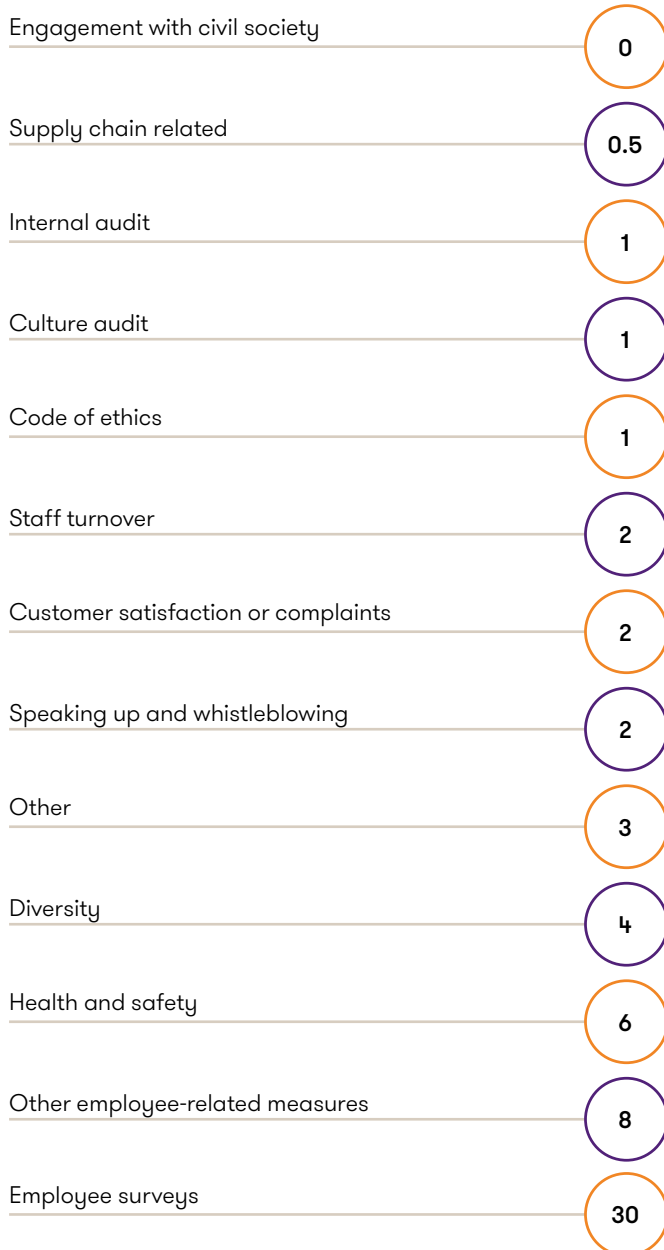 Engagement with civil society 0
Supply chain related 0.5
Internal audit 1
Culture audit 1
Code of ethics 1
Staff turnover 2
Customer satisfaction or complaints 2
Speaking up and whistleblowing 2
Other 3
Diversity 4
Health and safety 6
Other employee-related measures 8
Employee surveys 30